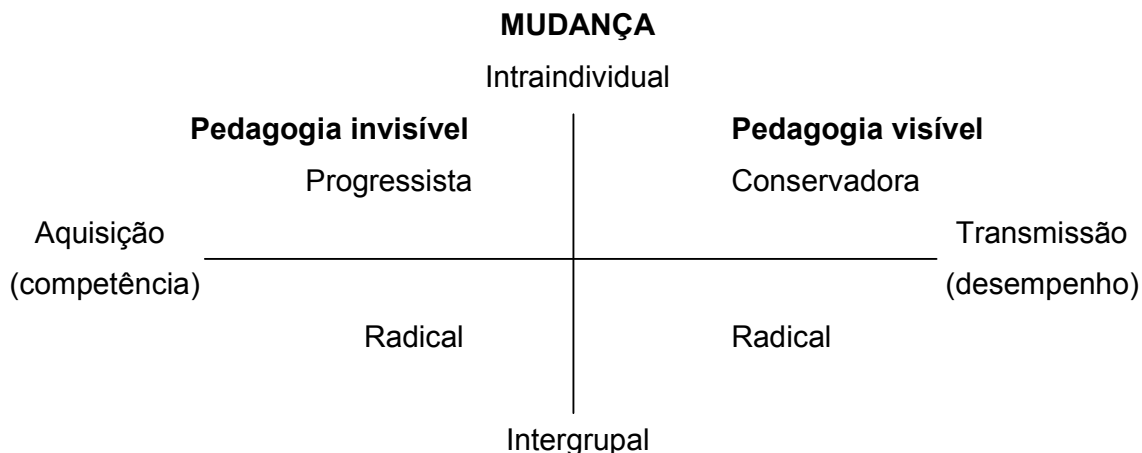 MUDANÇA
Intraindividual
Pedagogia invisível Pedagogia visível
Progressista Conservadora
Aquisição Transmissão
(competência) (desempenho)
Radical Radical
Intergrupal